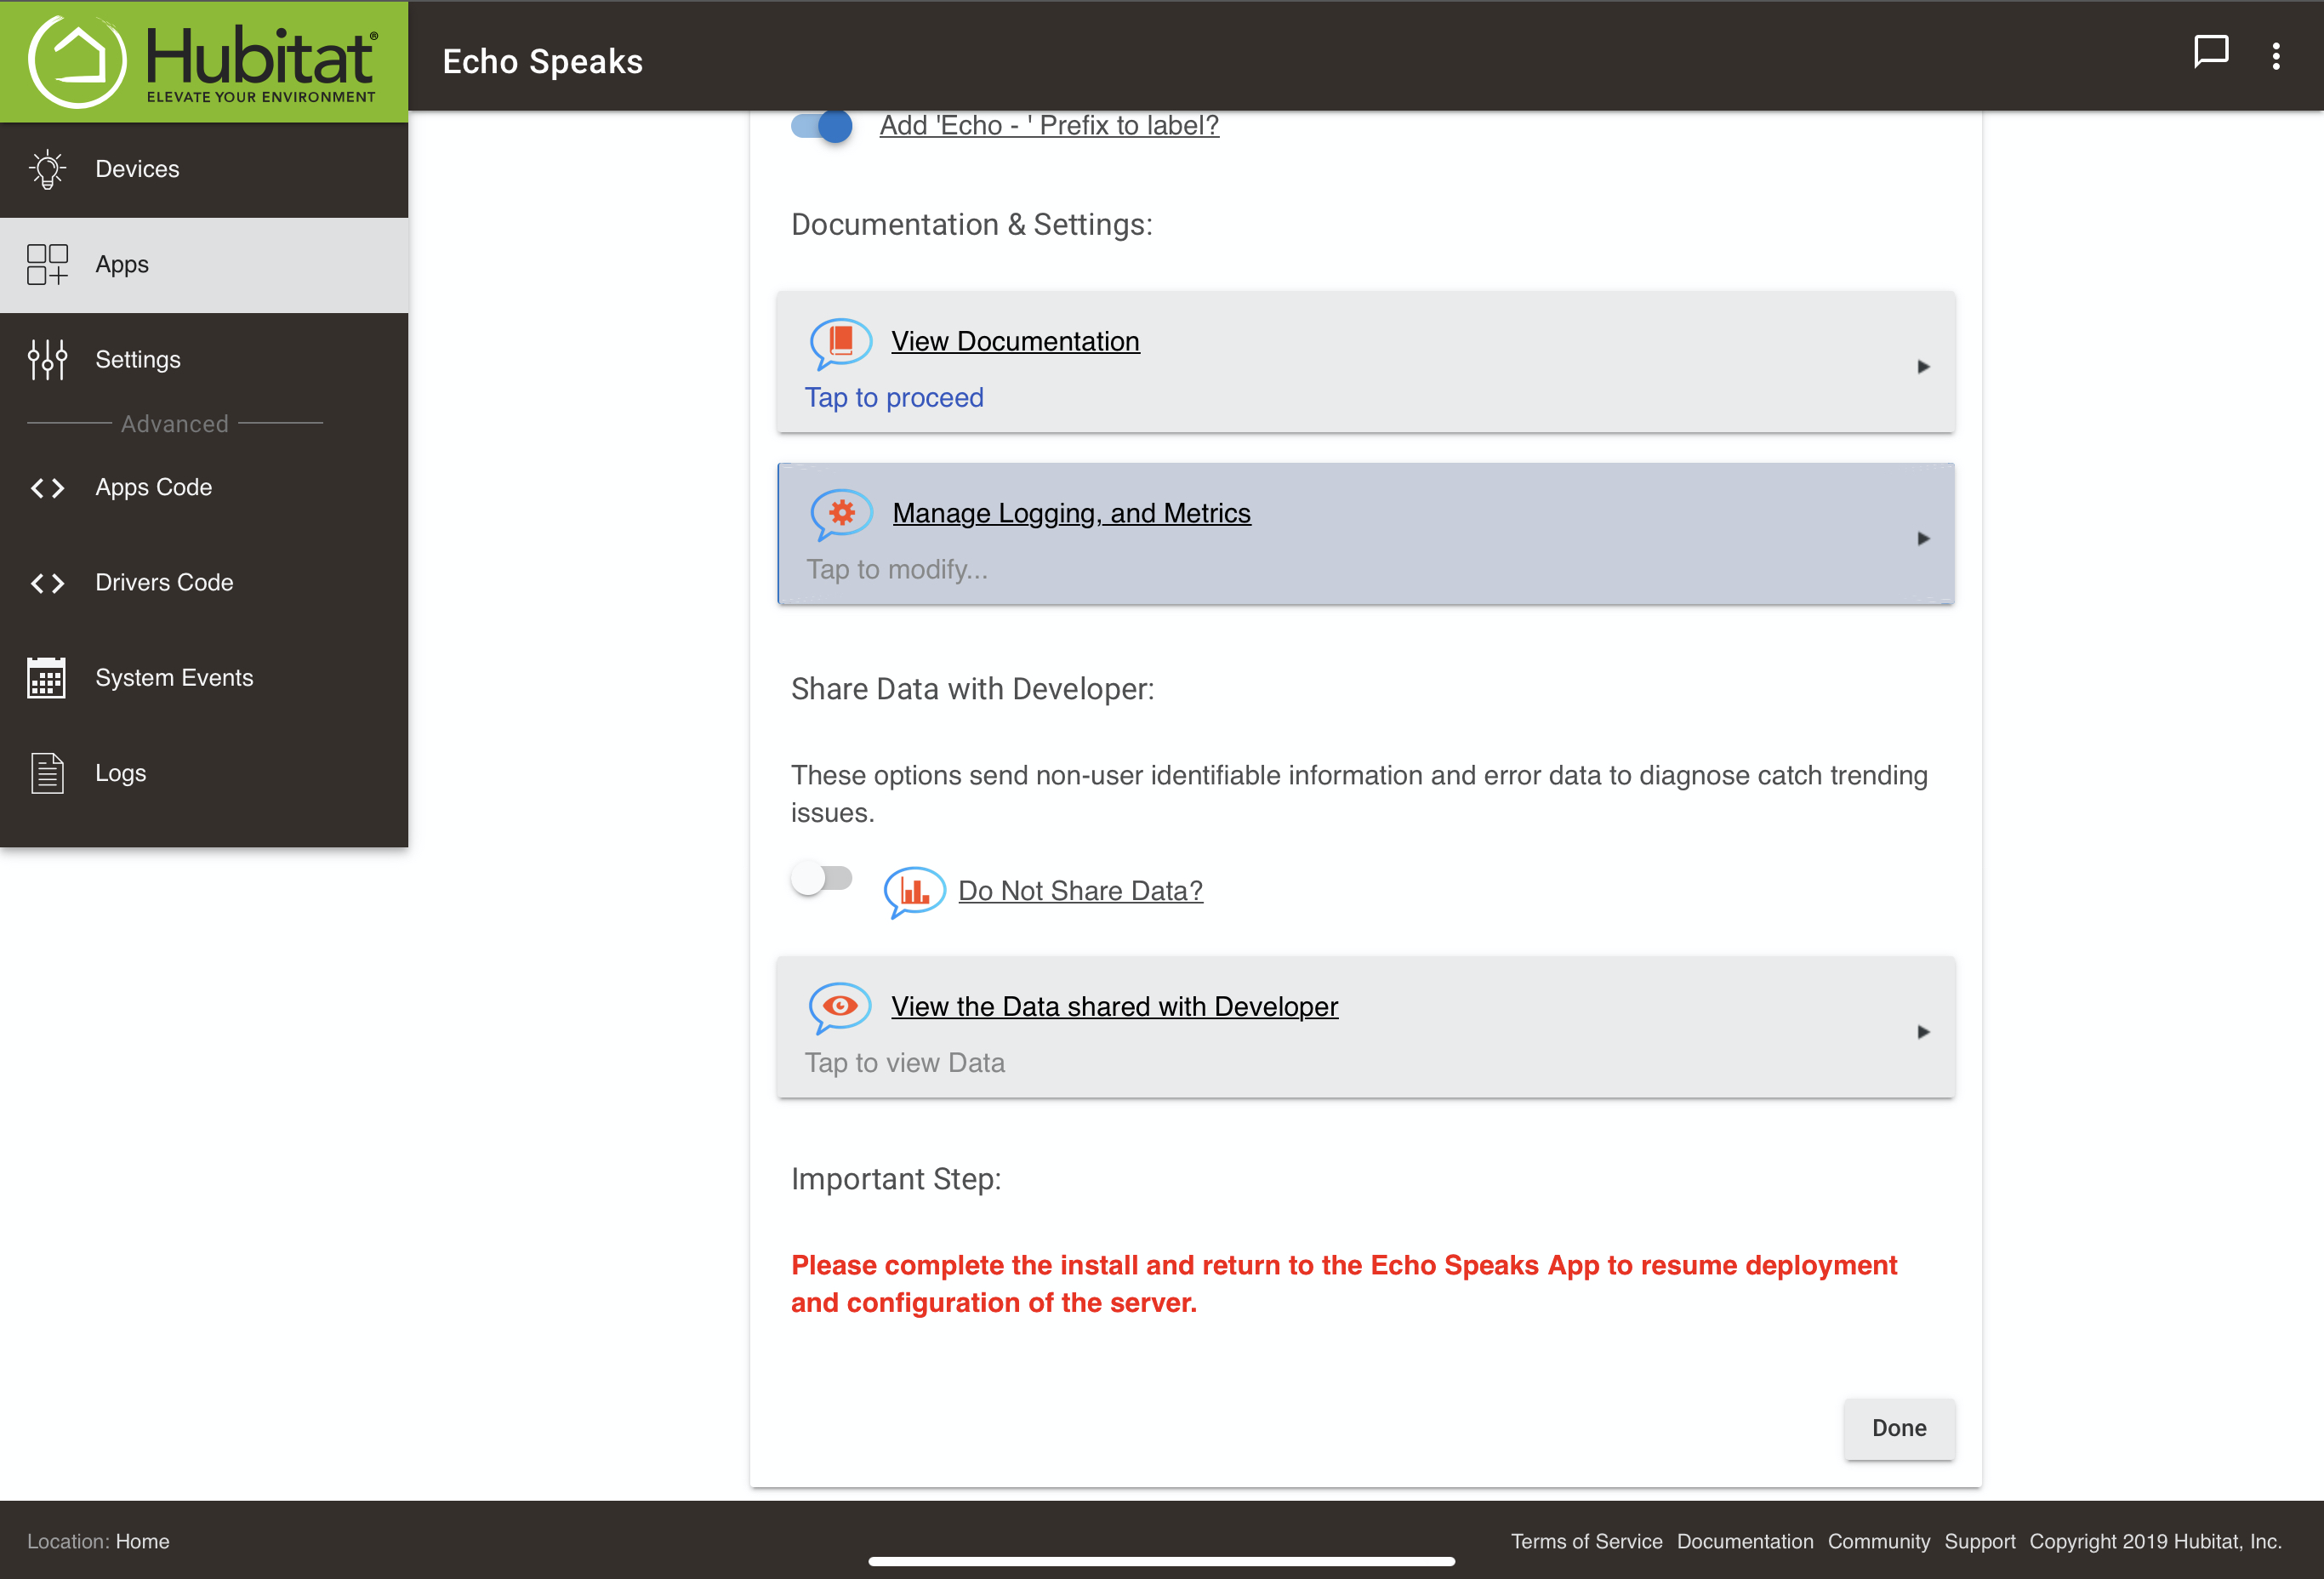 Hubitat®
ELEVATE YOUR ENVIRONMENT
Echo Speaks
Devices
Apps
Settings
Advanced
Apps Code
Drivers Code
System Events
Logs
Add 'Echo - ' Prefix to label?
Documentation & Settings:
View Documentation
Tap to proceed
Manage Logging, and Metrics
Tap to modify...
Share Data with Developer:
These options send non-user identifiable information and error data to diagnose catch trending
issues.
Do Not Share Data?
View the Data shared with Developer
Tap to view Data
Important Step:
Please complete the install and return to the Echo Speaks App to resume deployment
and configuration of the server.
Done
Location: Home
Terms of Service Documentation Community Support Copyright 2019 Hubitat, Inc.